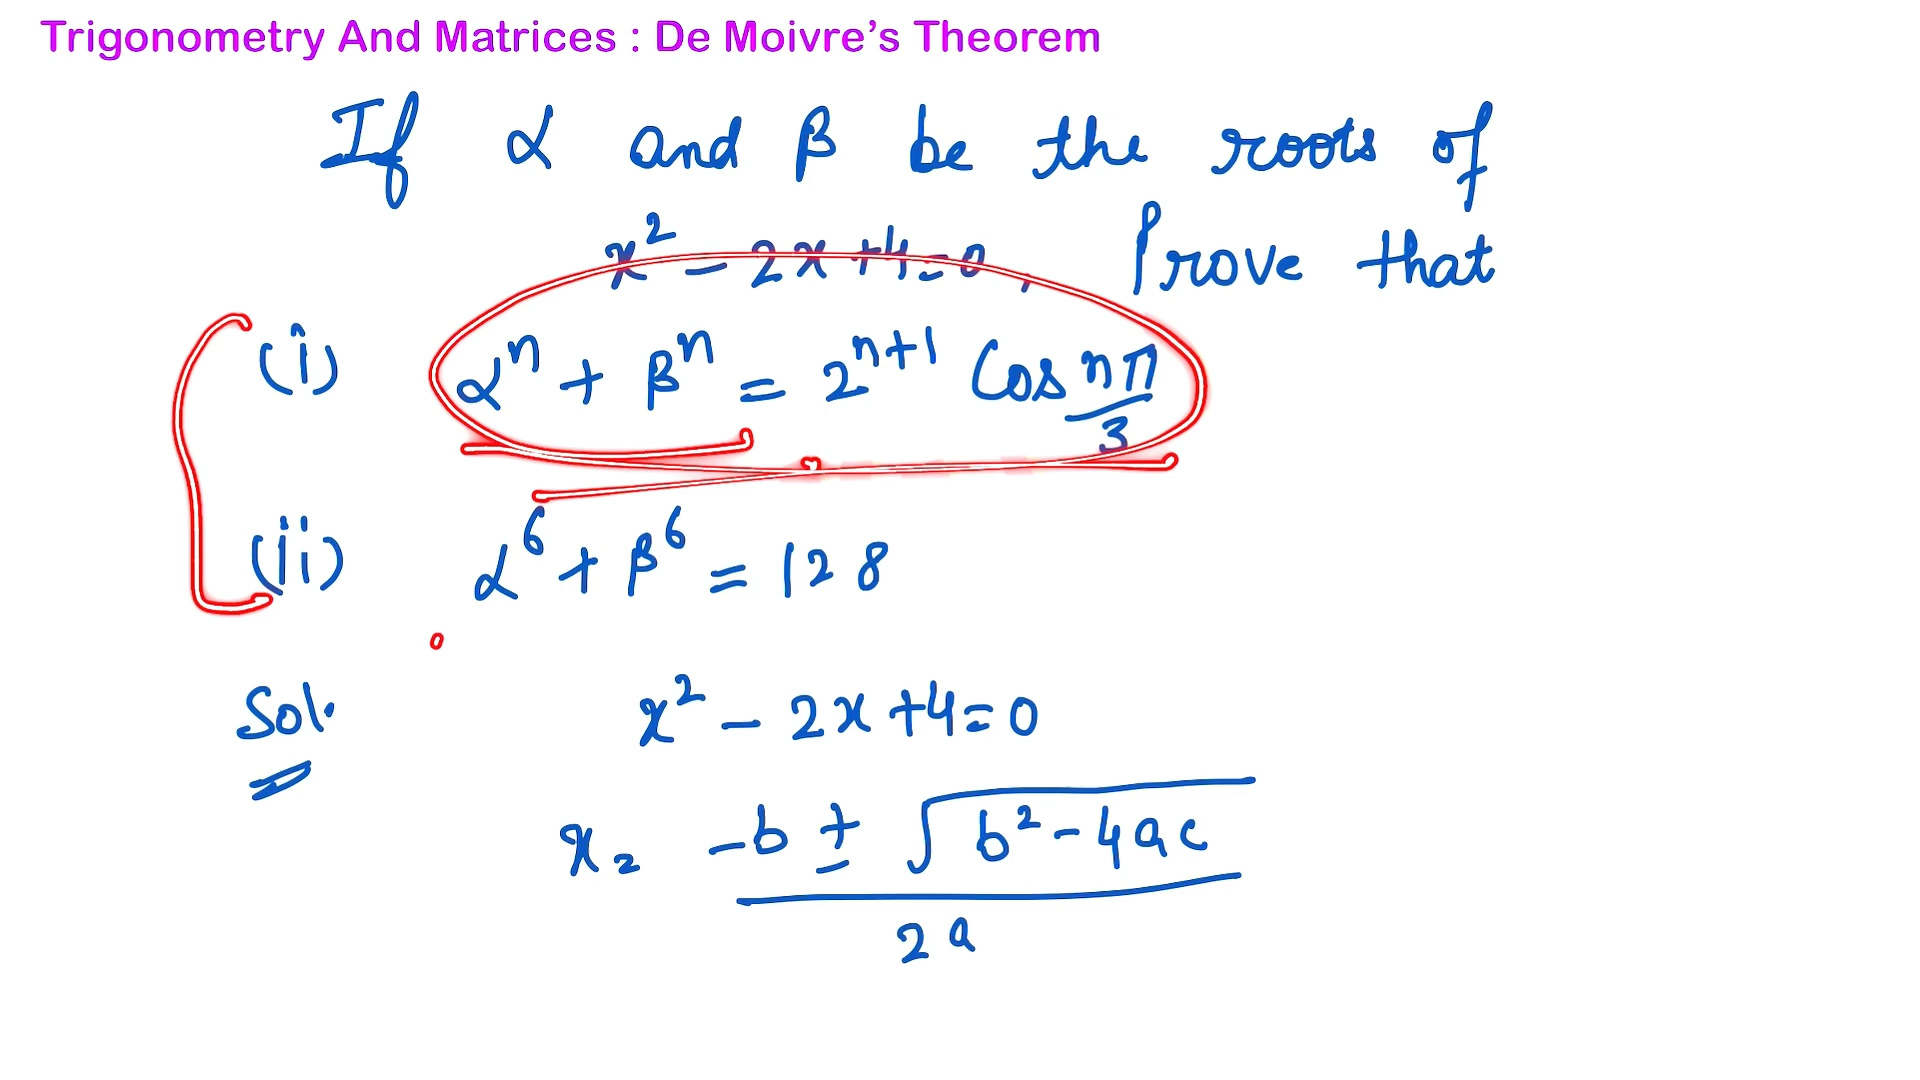 Trigonometry And Matrices : De Moivre’s Theorem
If α and β be the roots of
x² - 2x +4=0 , Prove that
(i) αⁿ + βⁿ = 2ⁿ⁺¹ Cos nπ/3
(ii) α⁶ + β⁶ = 128
Sol. x² - 2x +4=0
x = (-b ± √(b²-4ac)) / 2a